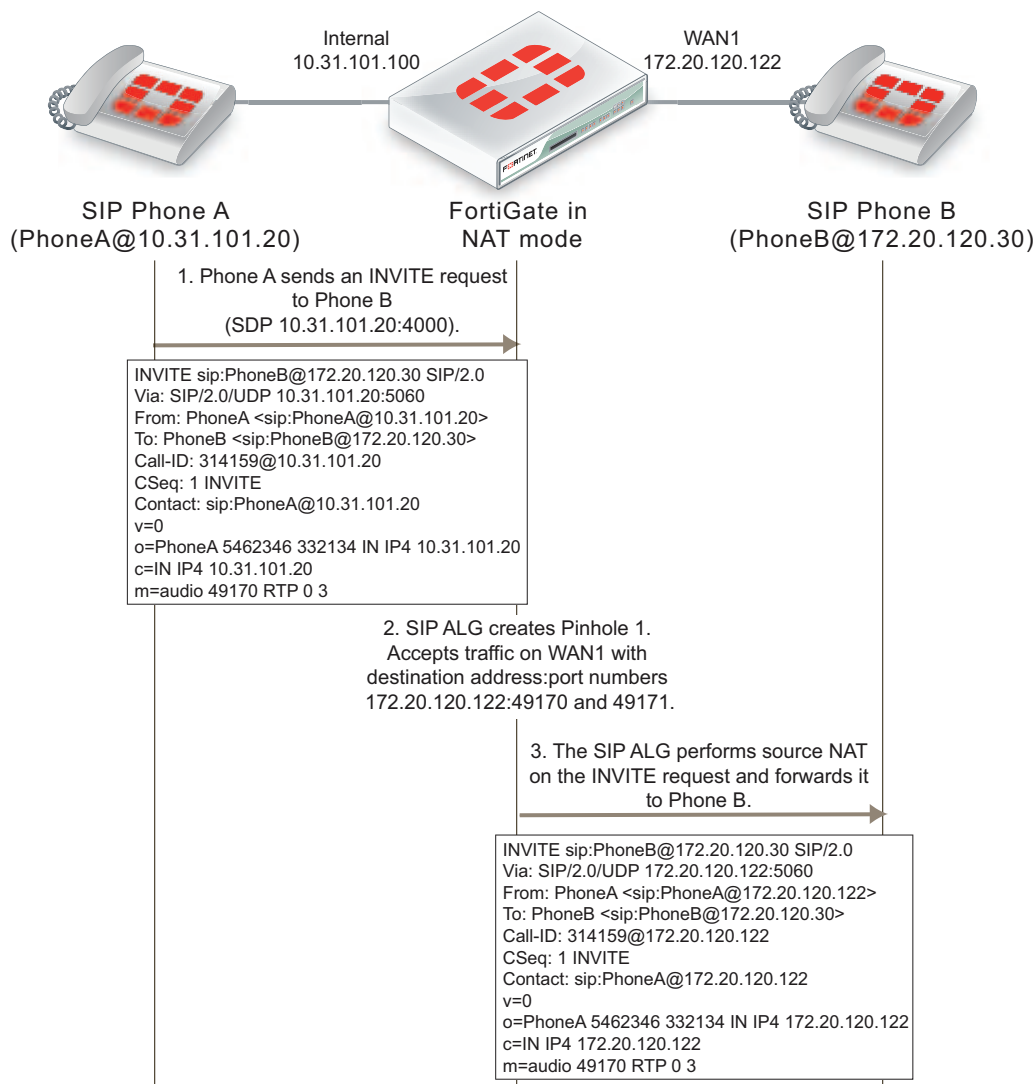 Internal
10.31.101.100
WAN1
172.20.120.122
FORTINET
SIP Phone A
(PhoneA@10.31.101.20)
FortiGate in
NAT mode
SIP Phone B
(PhoneB@172.20.120.30)
1. Phone A sends an INVITE request
to Phone B
(SDP 10.31.101.20:4000).
INVITE sip:PhoneB@172.20.120.30 SIP/2.0
Via: SIP/2.0/UDP 10.31.101.20:5060
From: PhoneA <sip:PhoneA@10.31.101.20>
To: PhoneB <sip:PhoneB@172.20.120.30>
Call-ID: 314159@10.31.101.20
CSeq: 1 INVITE
Contact: sip:PhoneA@10.31.101.20
v=0
o=PhoneA 5462346 332134 IN IP4 10.31.101.20
c=IN IP4 10.31.101.20
m=audio 49170 RTP 0 3
2. SIP ALG creates Pinhole 1.
Accepts traffic on WAN1 with
destination address:port numbers
172.20.120.122:49170 and 49171.
3. The SIP ALG performs source NAT
on the INVITE request and forwards it
to Phone B.
INVITE sip:PhoneB@172.20.120.30 SIP/2.0
Via: SIP/2.0/UDP 172.20.120.122:5060
From: PhoneA <sip:PhoneA@172.20.120.122>
To: PhoneB <sip:PhoneB@172.20.120.30>
Call-ID: 314159@172.20.120.122
CSeq: 1 INVITE
Contact: sip:PhoneA@172.20.120.122
v=0
o=PhoneA 5462346 332134 IN IP4 172.20.120.122
c=IN IP4 172.20.120.122
m=audio 49170 RTP 0 3